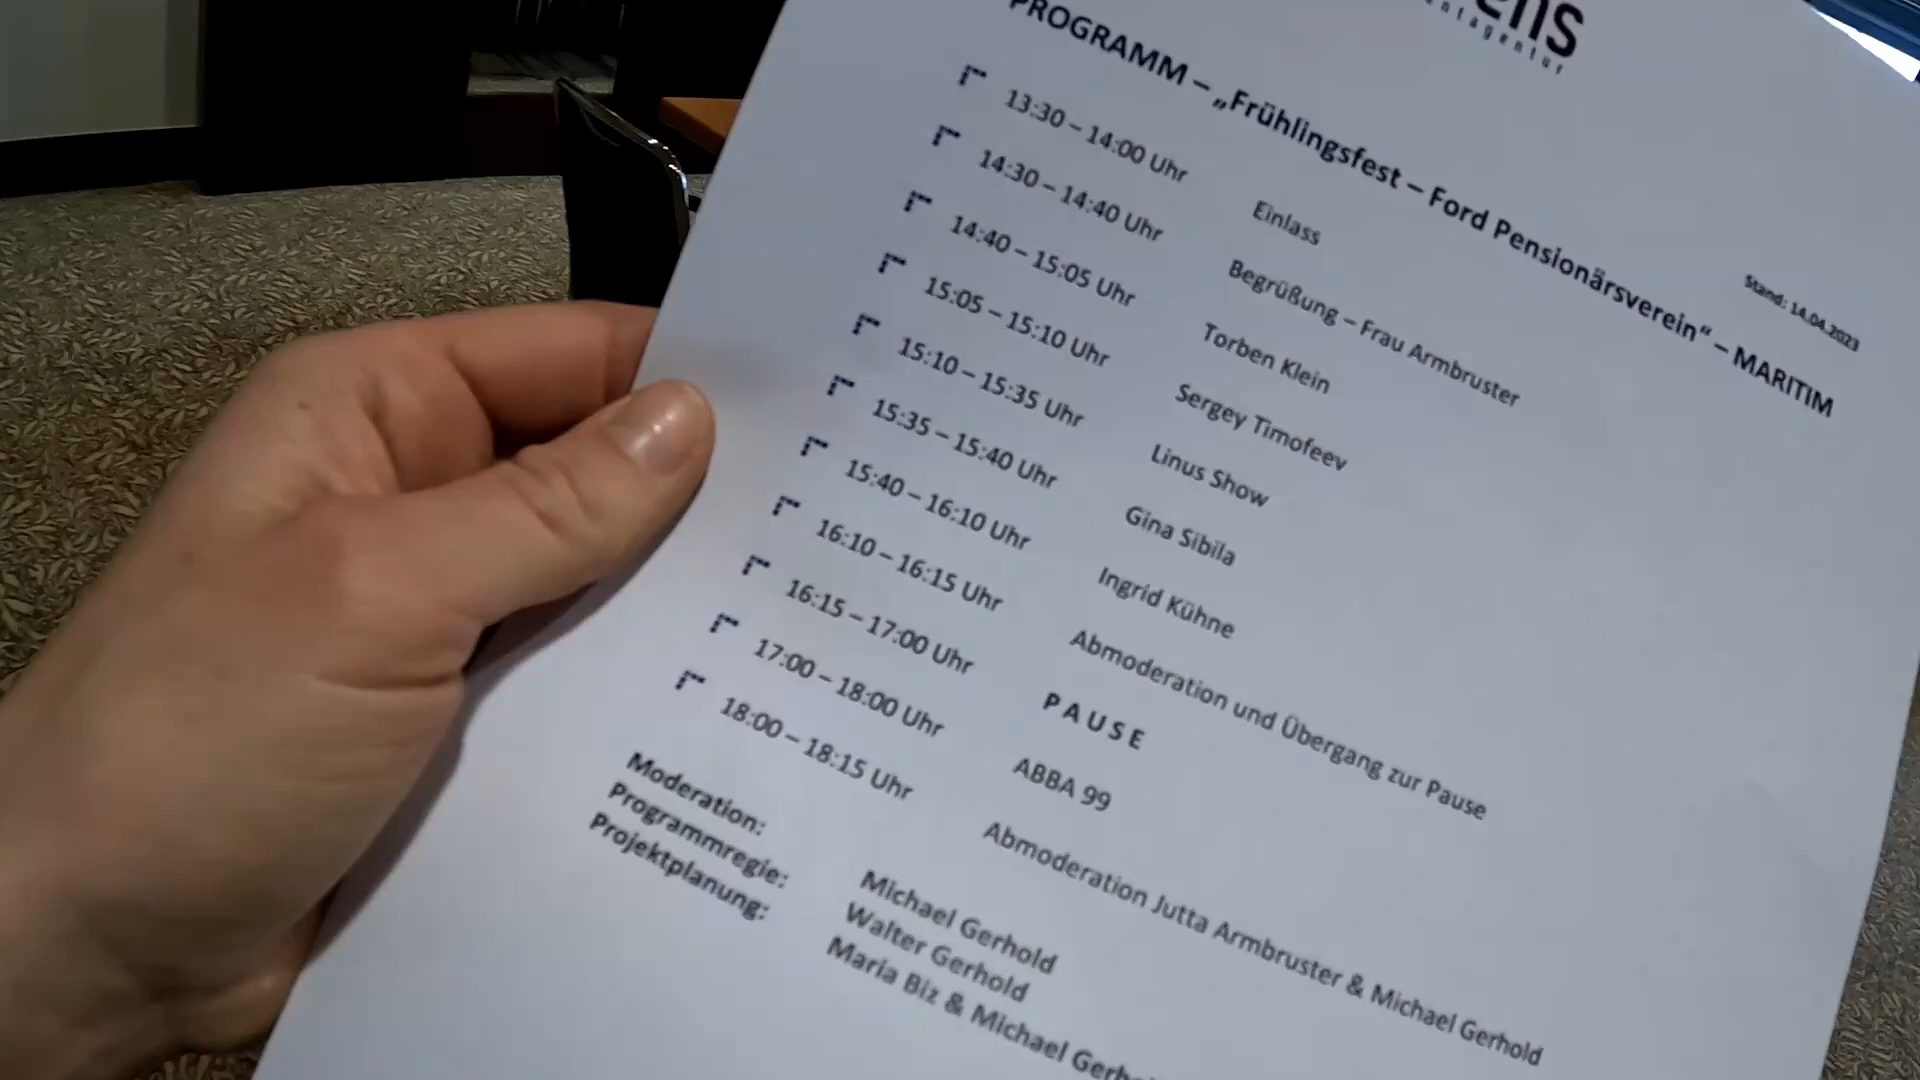 ens
entagentur
Stand: 14.04.2023
PROGRAMM – „Frühlingsfest – Ford Pensionärsverein“ – MARITIM
13:30 – 14:00 Uhr Einlass
14:30 – 14:40 Uhr Begrüßung – Frau Armbruster
14:40 – 15:05 Uhr Torben Klein
15:05 – 15:10 Uhr Sergey Timofeev
15:10 – 15:35 Uhr Linus Show
15:35 – 15:40 Uhr Gina Sibila
15:40 – 16:10 Uhr Ingrid Kühne
16:10 – 16:15 Uhr Abmoderation und Übergang zur Pause
16:15 – 17:00 Uhr P A U S E
17:00 – 18:00 Uhr ABBA 99
18:00 – 18:15 Uhr Abmoderation Jutta Armbruster & Michael Gerhold
Moderation: Michael Gerhold
Programmregie: Walter Gerhold
Projektplanung: Maria Biz & Michael Gerho